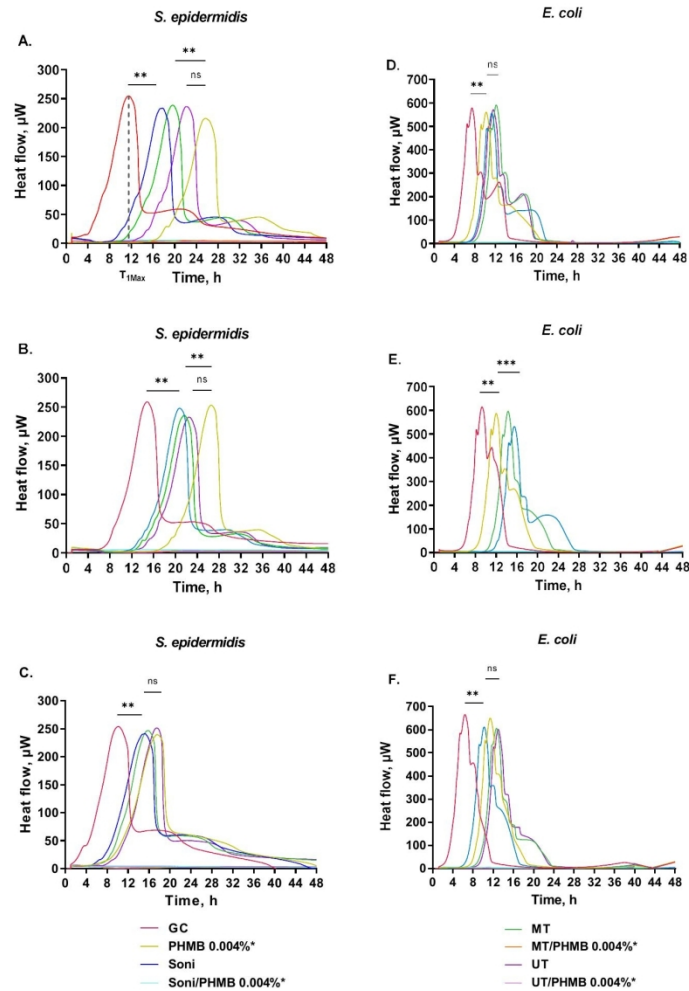 S. epidermidis
E. coli
A.
** 
**
ns
Heat flow, µW
300
250
200
150
100
50
0
0 4 8 12 16 20 24 28 32 36 40 44 48
T1Max
Time, h
D.
**
ns
Heat flow, µW
700
600
500
400
300
200
100
0
0 4 8 12 16 20 24 28 32 36 40 44 48
Time, h
S. epidermidis
E. coli
B.
**
**
ns
Heat flow, µW
300
250
200
150
100
50
0
0 4 8 12 16 20 24 28 32 36 40 44 48
Time, h
E.
***
**
Heat flow, µW
700
600
500
400
300
200
100
0
0 4 8 12 16 20 24 28 32 36 40 44 48
Time, h
S. epidermidis
E. coli
C.
ns
**
Heat flow, µW
300
250
200
150
100
50
0
0 4 8 12 16 20 24 28 32 36 40 44 48
Time, h
F.
ns
**
Heat flow, µW
700
600
500
400
300
200
100
0
0 4 8 12 16 20 24 28 32 36 40 44 48
Time, h
GC
PHMB 0.004%*
Soni
Soni/PHMB 0.004%*
MT
MT/PHMB 0.004%*
UT
UT/PHMB 0.004%*